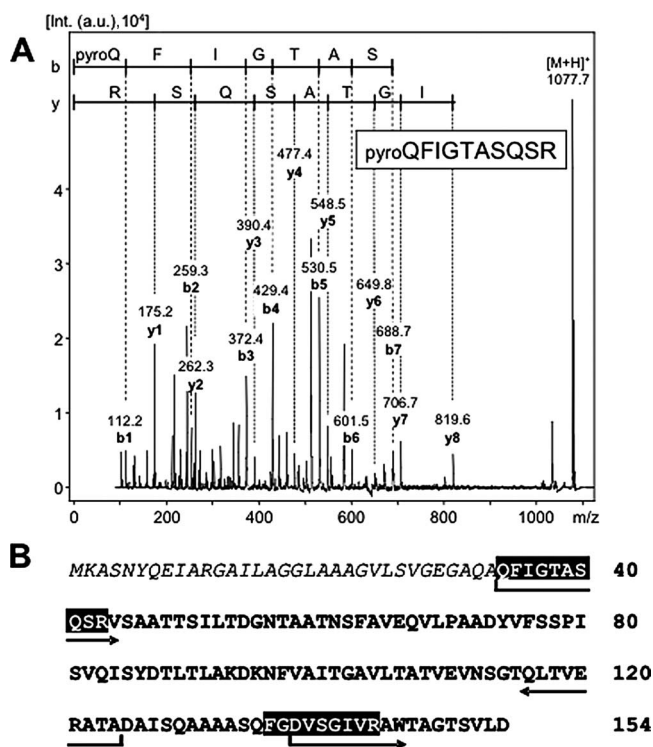 [Int. (a.u.),10⁴]
A
pyroQ F I G T A S
b
[M+H]⁺
1077.7
y
R S Q S A T G I
pyroQFIGTASQSR
477.4
y4
4
548.5
y5
390.4
y3
3
259.3
b2
530.5
b5
649.8
y6
429.4
b4
175.2
y1
2
372.4
b3
688.7
b7
262.3
y2
706.7
y7
1
601.5
b6
819.6
y8
112.2
b1
0
0 200 400 600 800 1000 m/z
B
MKASNYQEIARGAILAGGLAAAGVLSVGEGAQAQFIGTAS 40
QSRVSAATTSILTDGNTAATNSFAVEQVLPAADYVFSSPI 80
SVQISYDTLTLAKDKNFVAITGAVLTATVEVNSGTQLTVE 120
RATADAISQAAAASQFGDVSGIVRAWTAGTSVLD 154